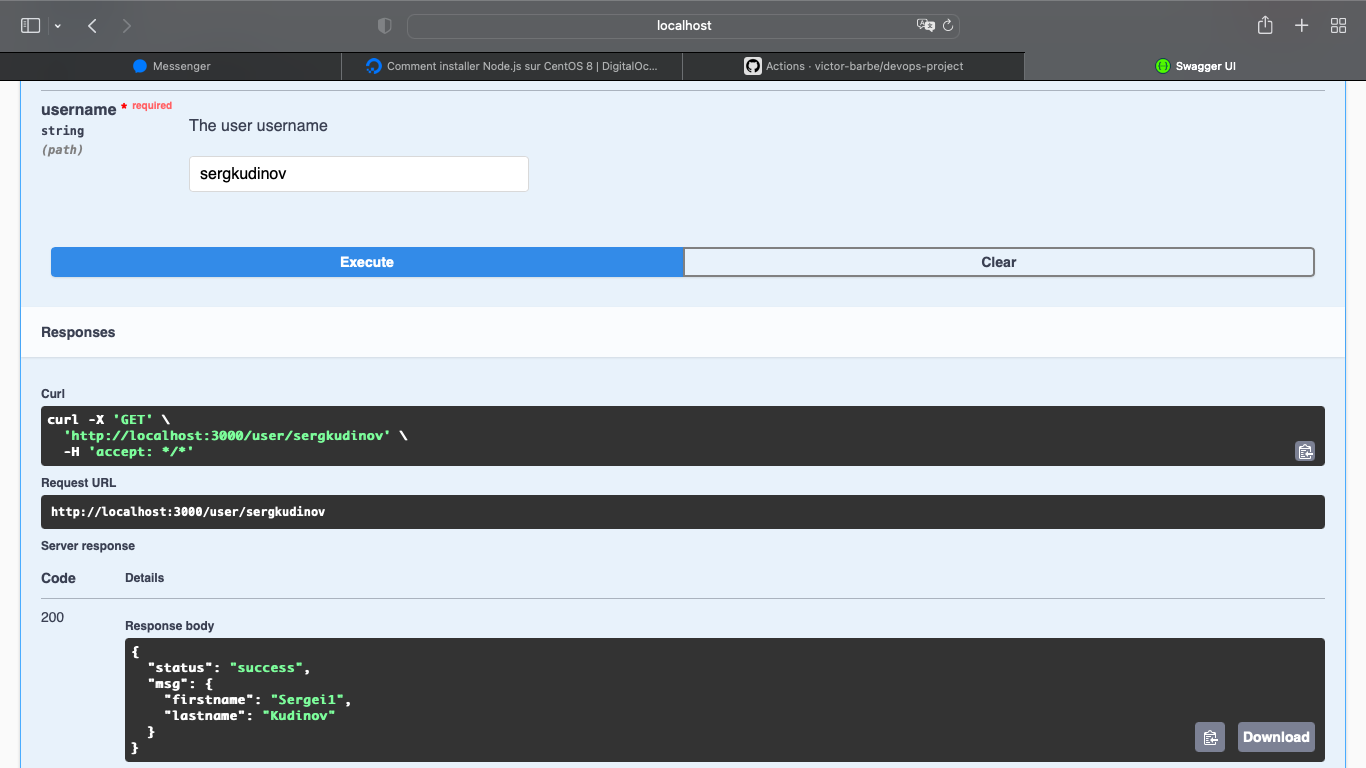 localhost
Messenger
Comment installer Node.js sur CentOS 8 | DigitalOc...
Actions · victor-barbe/devops-project
Swagger UI
username * required
string
(path)
The user username
sergkudinov
Execute
Clear
Responses
Curl
curl -X 'GET' \
'http://localhost:3000/user/sergkudinov' \
-H 'accept: */*'
Request URL
http://localhost:3000/user/sergkudinov
Server response
Code
Details
200
Response body
{
"status": "success",
"msg": {
"firstname": "Sergei1",
"lastname": "Kudinov"
}
}
Download